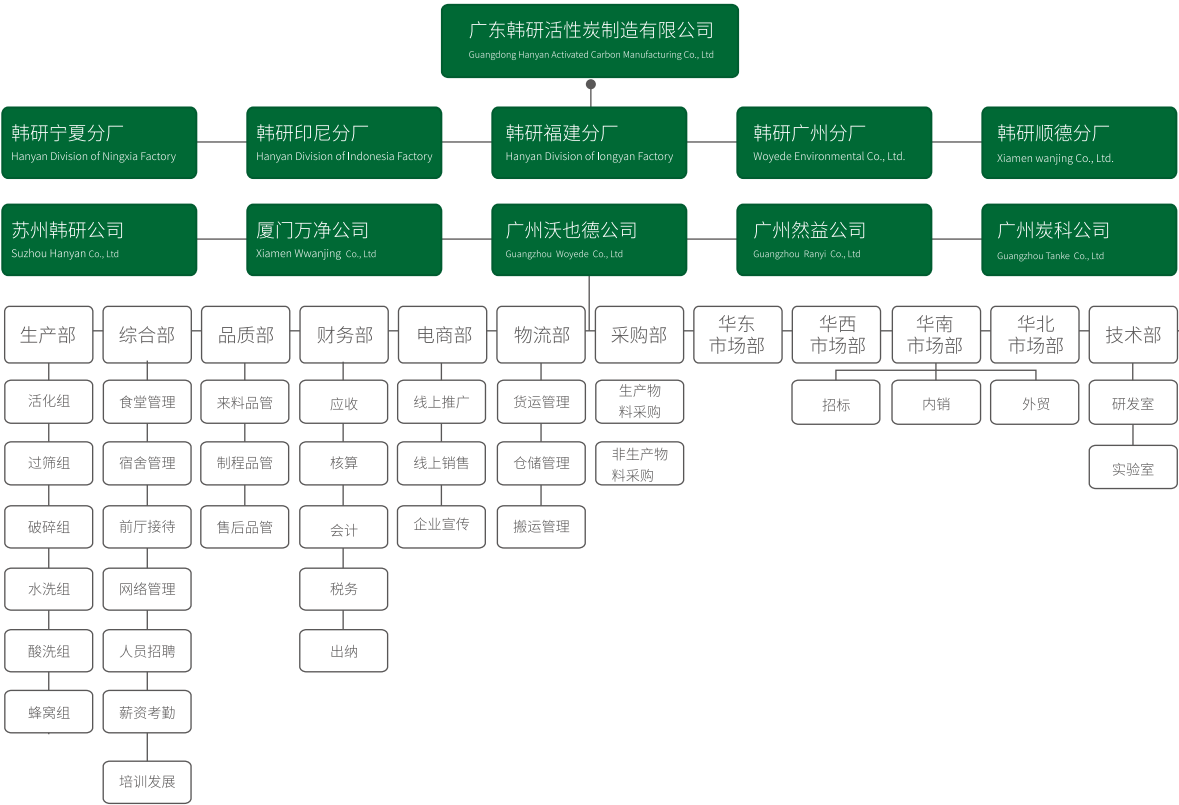 广东韩研活性炭制造有限公司
Guangdong Hanyan Activated Carbon Manufacturing Co., Ltd
韩研宁夏分厂
Hanyan Division of Ningxia Factory
韩研印尼分厂
Hanyan Division of Indonesia Factory
韩研福建分厂
Hanyan Division of longyan Factory
韩研广州分厂
Woyede Environmental Co., Ltd.
韩研顺德分厂
Xiamen wanjing Co., Ltd.
苏州韩研公司
Suzhou Hanyan Co., Ltd
厦门万净公司
Xiamen Wwanjing Co., Ltd
广州沃也德公司
Guangzhou Woyede Co., Ltd
广州然益公司
Guangzhou Ranyi Co., Ltd
广州炭科公司
Guangzhou Tanke Co., Ltd
生产部
综合部
品质部
财务部
电商部
物流部
采购部
华东
市场部
华西
市场部
华南
市场部
华北
市场部
技术部
活化组
食堂管理
来料品管
应收
线上推广
货运管理
生产物
料采购
招标
内销
外贸
研发室
过筛组
宿舍管理
制程品管
核算
线上销售
仓储管理
非生产物
料采购
实验室
破碎组
前厅接待
售后品管
会计
企业宣传
搬运管理
水洗组
网络管理
税务
酸洗组
人员招聘
出纳
蜂窝组
薪资考勤
培训发展